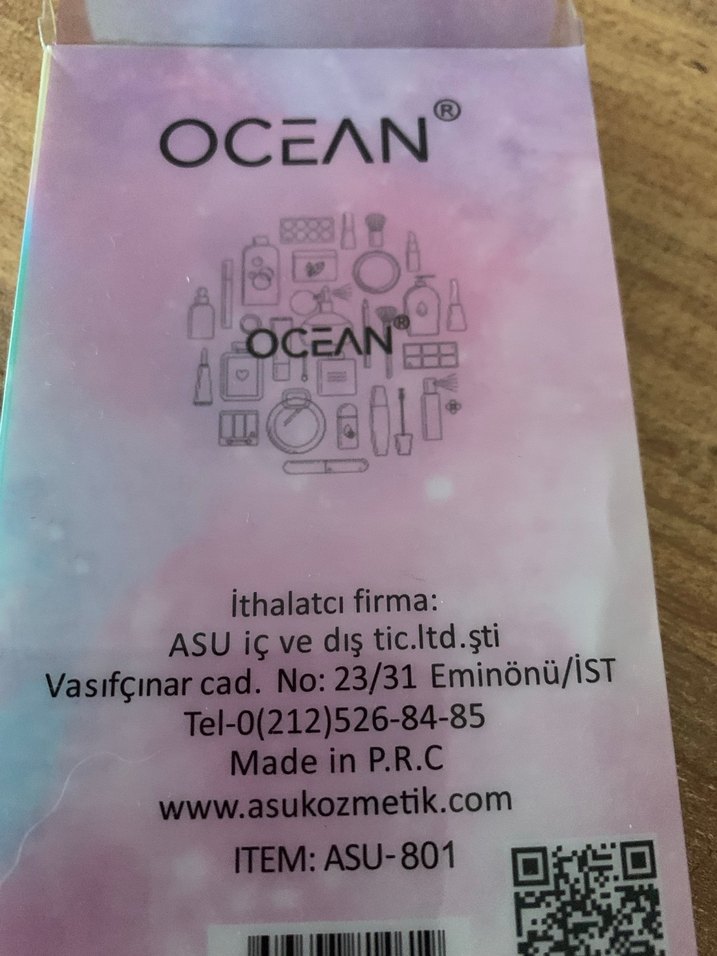 OCEAN®
OCEAN®
İthalatcı firma:
ASU iç ve dış tic.ltd.şti
Vasıfçınar cad. No: 23/31 Eminönü/İST
Tel-0(212)526-84-85
Made in P.R.C
www.asukozmetik.com
ITEM: ASU-801